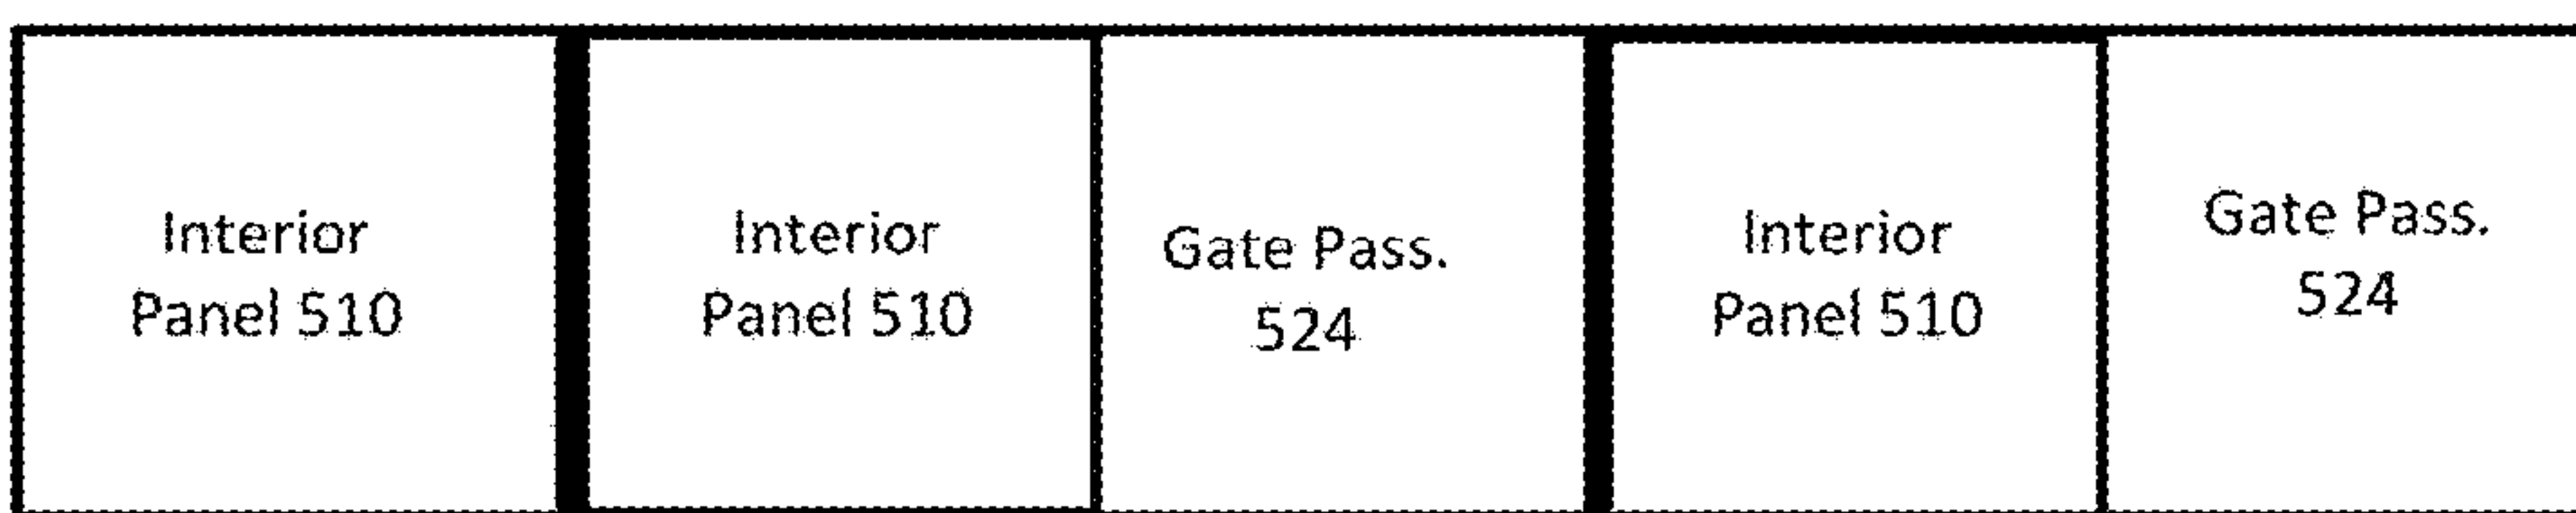 Interior
Panel 510
Interior
Panel 510
Gate Pass.
524
Interior
Panel 510
Gate Pass.
524